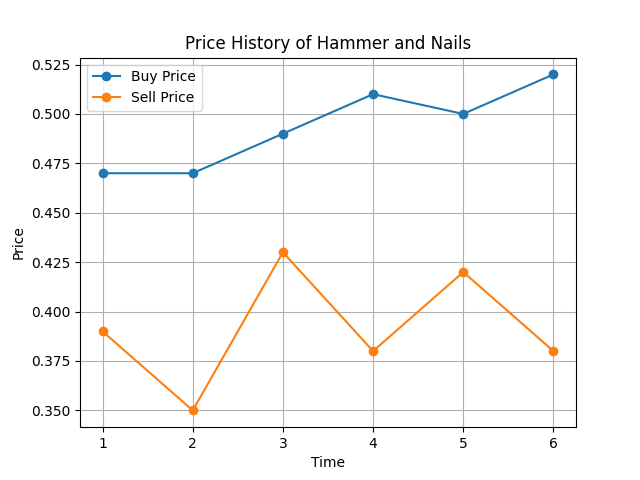 Price History of Hammer and Nails
Buy Price
Sell Price
0.525
0.500
0.475
0.450
0.425
0.400
0.375
0.350
Price
1 2 3 4 5 6
Time